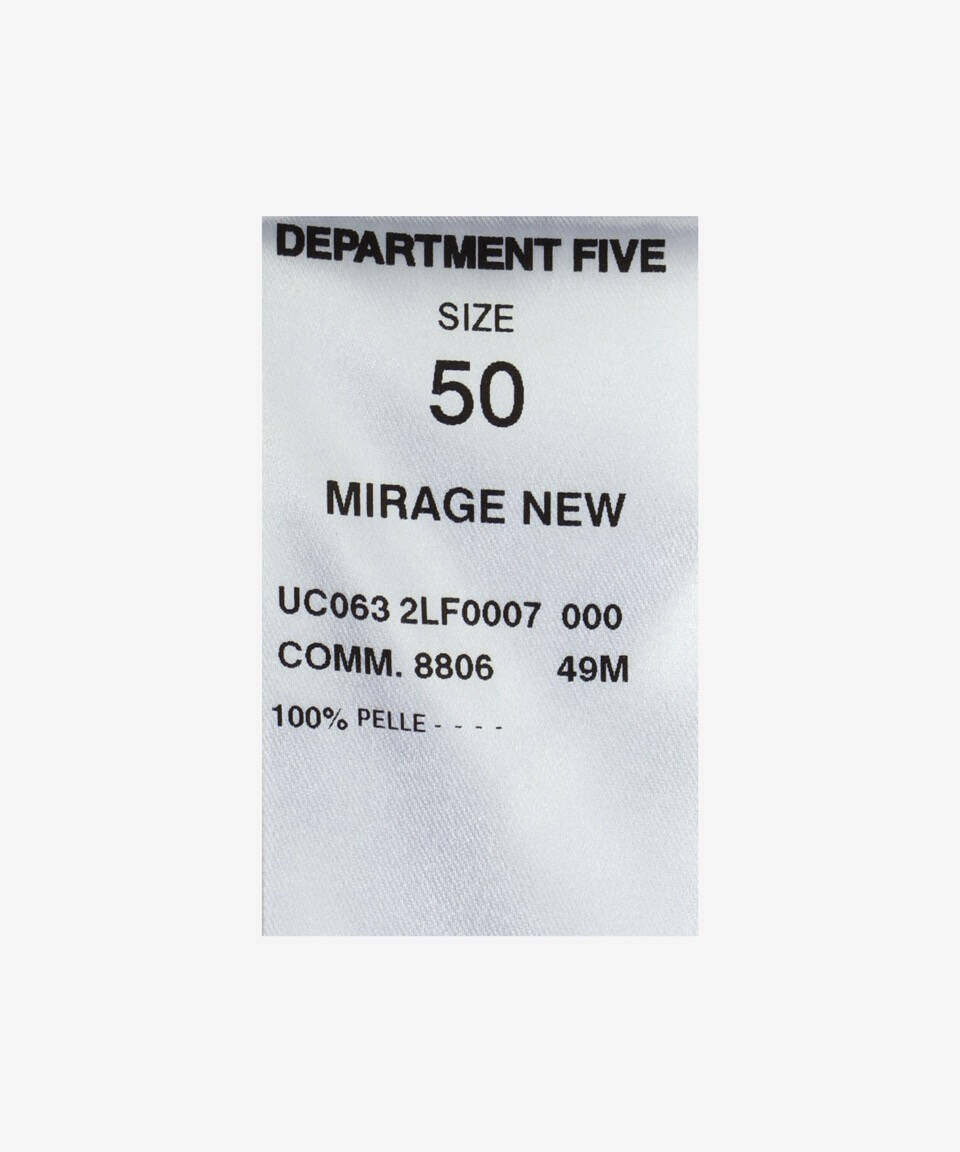 DEPARTMENT FIVE
SIZE
50
MIRAGE NEW
UC063 2LF0007 000
COMM. 8806 49M
100% PELLE - - - -